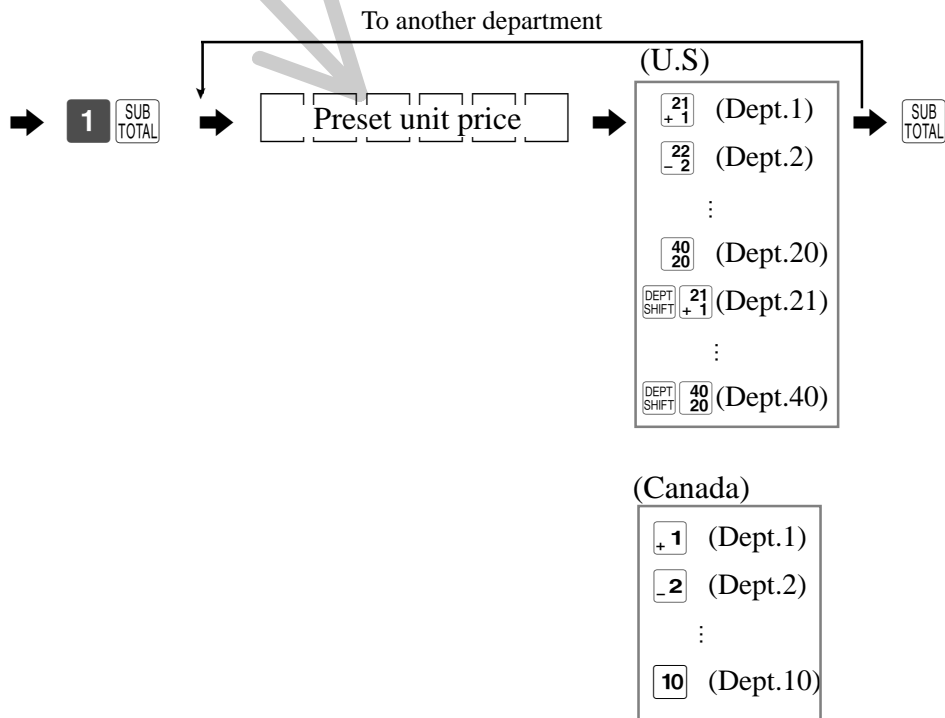 To another department
1 SUB TOTAL
Preset unit price
(U.S)
21 + 1 (Dept.1)
22 - 2 (Dept.2)
⋮
40 20 (Dept.20)
DEPT SHIFT 21 + 1 (Dept.21)
⋮
DEPT SHIFT 40 20 (Dept.40)
SUB TOTAL
(Canada)
+ 1 (Dept.1)
- 2 (Dept.2)
⋮
10 (Dept.10)